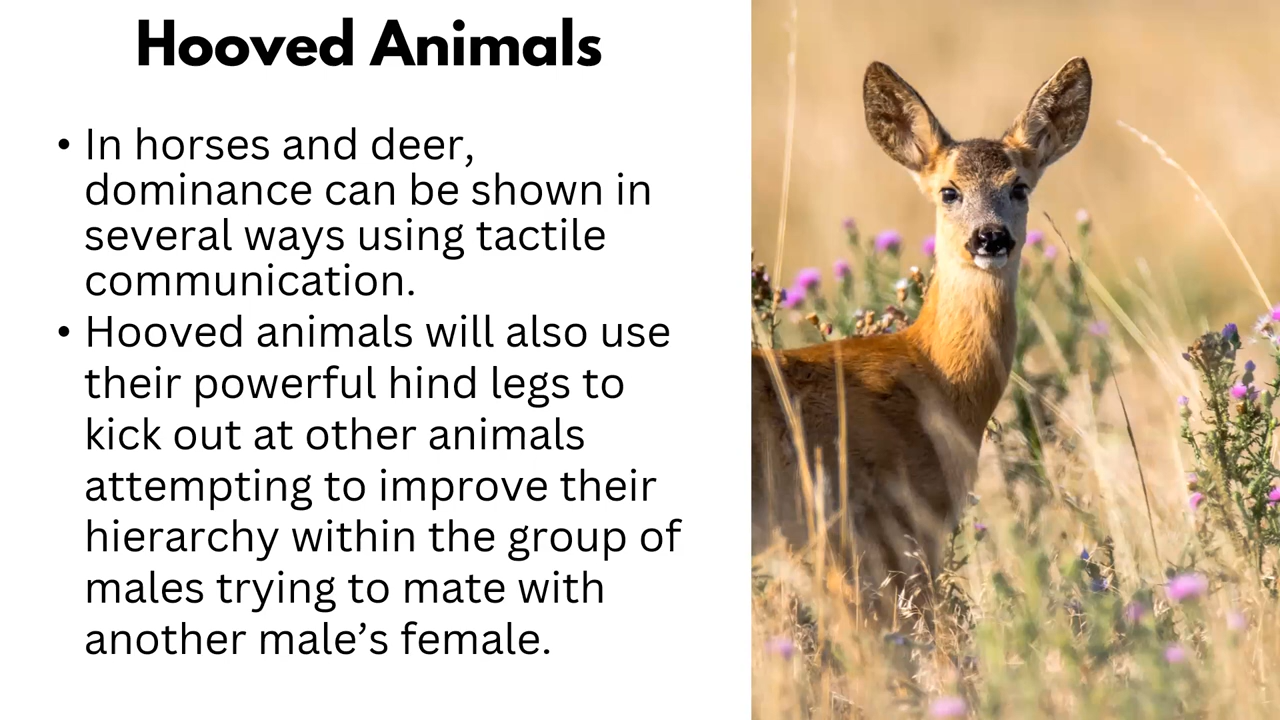 Hooved Animals
• In horses and deer,
dominance can be shown in
several ways using tactile
communication.
• Hooved animals will also use
their powerful hind legs to
kick out at other animals
attempting to improve their
hierarchy within the group of
males trying to mate with
another male’s female.